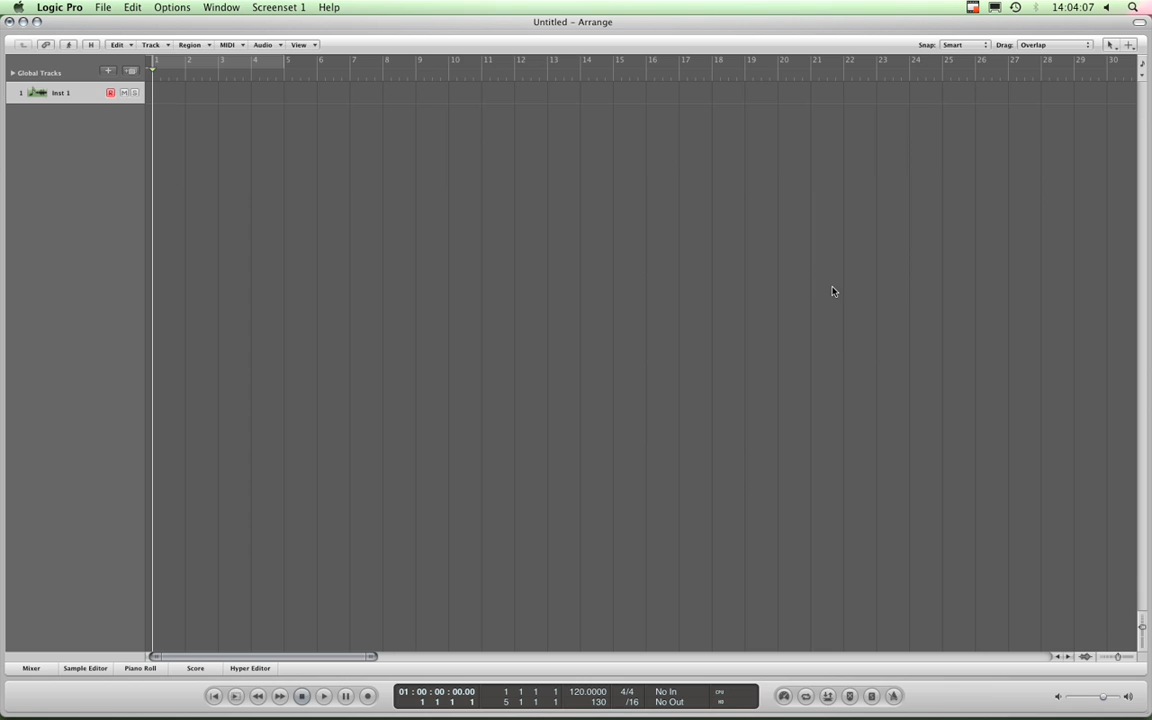 Logic Pro File Edit Options Window Screenset 1 Help 14:04:07
Untitled – Arrange
H Edit Track Region MIDI Audio View Snap: Smart Drag: Overlap
1 2 3 4 5 6 7 8 9 10 11 12 13 14 15 16 17 18 19 20 21 22 23 24 25 26 27 28 29 30
Global Tracks
1 Inst 1 R M S
Mixer Sample Editor Piano Roll Score Hyper Editor
01 : 00 : 00 : 00.00 1 1 1 1 120.0000 4/4 No In CPU
1 1 1 1 5 1 1 1 130 /16 No Out